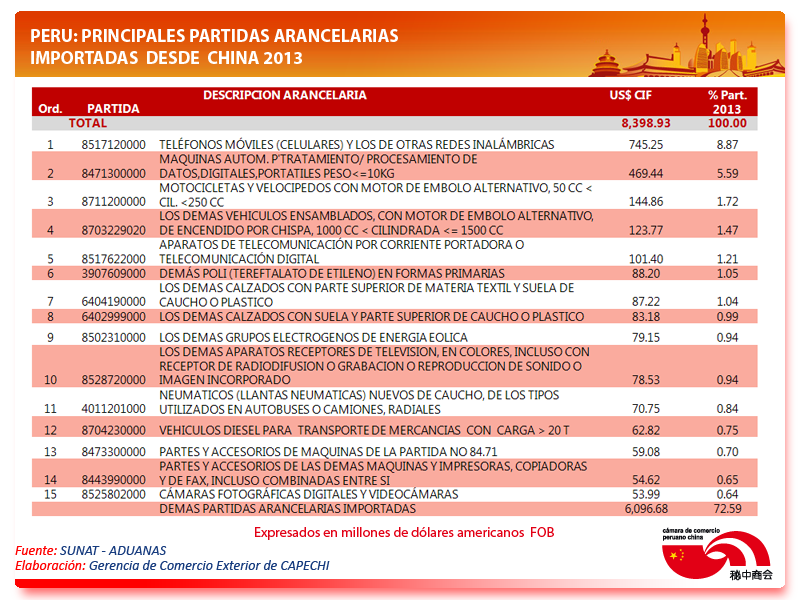 PERU: PRINCIPALES PARTIDAS ARANCELARIAS
IMPORTADAS DESDE CHINA 2013
Ord. PARTIDA DESCRIPCION ARANCELARIA US$ CIF % Part. 2013
TOTAL 8,398.93 100.00
1 8517120000 TELÉFONOS MÓVILES (CELULARES) Y LOS DE OTRAS REDES INALÁMBRICAS 745.25 8.87
MAQUINAS AUTOM. P'TRATAMIENTO/ PROCESAMIENTO DE
2 8471300000 DATOS,DIGITALES,PORTATILES PESO<=10KG 469.44 5.59
MOTOCICLETAS Y VELOCIPEDOS CON MOTOR DE EMBOLO ALTERNATIVO, 50 CC <
3 8711200000 CIL. <250 CC 144.86 1.72
LOS DEMAS VEHICULOS ENSAMBLADOS, CON MOTOR DE EMBOLO ALTERNATIVO,
4 8703229020 DE ENCENDIDO POR CHISPA, 1000 CC < CILINDRADA <= 1500 CC 123.77 1.47
APARATOS DE TELECOMUNICACIÓN POR CORRIENTE PORTADORA O
5 8517622000 TELECOMUNICACIÓN DIGITAL 101.40 1.21
6 3907609000 DEMÁS POLI (TEREFTALATO DE ETILENO) EN FORMAS PRIMARIAS 88.20 1.05
LOS DEMAS CALZADOS CON PARTE SUPERIOR DE MATERIA TEXTIL Y SUELA DE
7 6404190000 CAUCHO O PLASTICO 87.22 1.04
8 6402999000 LOS DEMAS CALZADOS CON SUELA Y PARTE SUPERIOR DE CAUCHO O PLASTICO 83.18 0.99
9 8502310000 LOS DEMAS GRUPOS ELECTROGENOS DE ENERGIA EOLICA 79.15 0.94
LOS DEMAS APARATOS RECEPTORES DE TELEVISION, EN COLORES, INCLUSO CON
RECEPTOR DE RADIODIFUSION O GRABACION O REPRODUCCION DE SONIDO O
10 8528720000 IMAGEN INCORPORADO 78.53 0.94
NEUMATICOS (LLANTAS NEUMATICAS) NUEVOS DE CAUCHO, DE LOS TIPOS
11 4011201000 UTILIZADOS EN AUTOBUSES O CAMIONES, RADIALES 70.75 0.84
12 8704230000 VEHICULOS DIESEL PARA TRANSPORTE DE MERCANCIAS CON CARGA > 20 T 62.82 0.75
13 8473300000 PARTES Y ACCESORIOS DE MAQUINAS DE LA PARTIDA NO 84.71 59.08 0.70
PARTES Y ACCESORIOS DE LAS DEMAS MAQUINAS Y IMPRESORAS, COPIADORAS
14 8443990000 Y DE FAX, INCLUSO COMBINADAS ENTRE SI 54.62 0.65
15 8525802000 CÁMARAS FOTOGRÁFICAS DIGITALES Y VIDEOCÁMARAS 53.99 0.64
DEMAS PARTIDAS ARANCELARIAS IMPORTADAS 6,096.68 72.59
Expresados en millones de dólares americanos FOB
Fuente: SUNAT - ADUANAS
Elaboración: Gerencia de Comercio Exterior de CAPECHI
cámara de comercio
peruano china
秘中商会